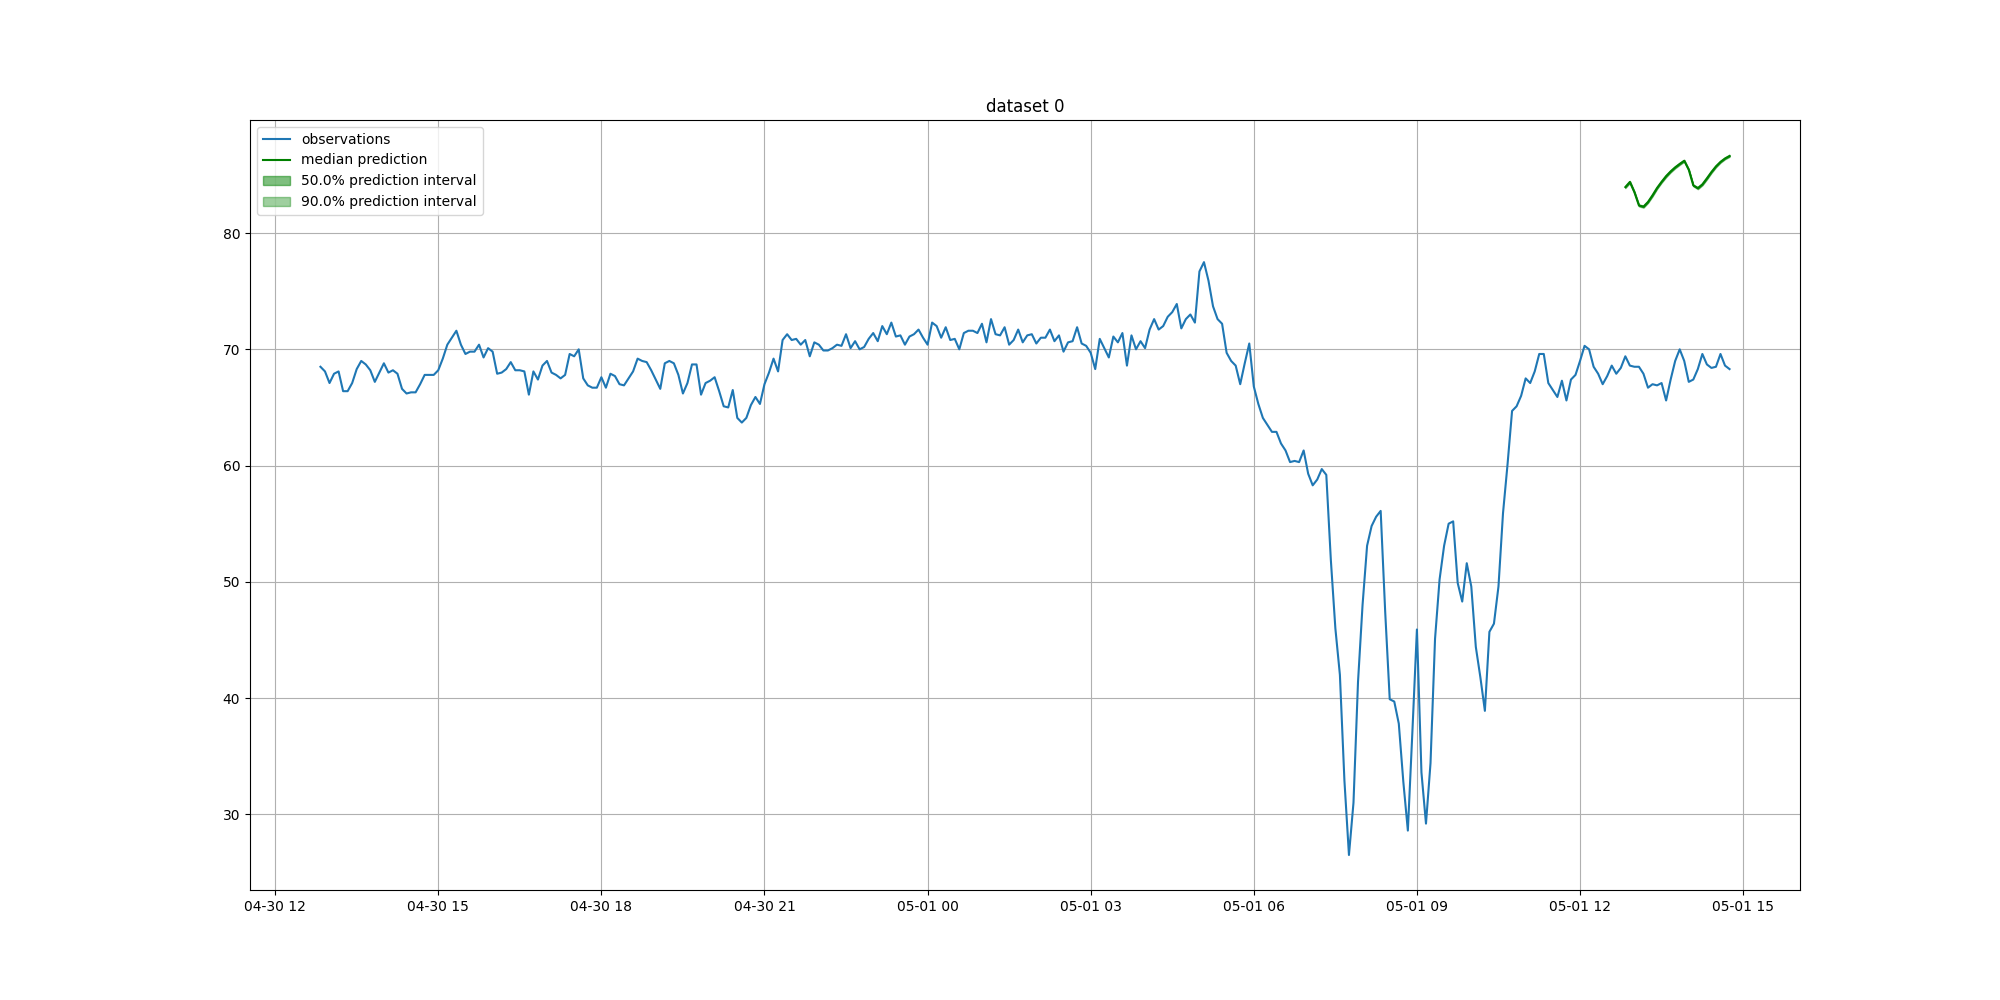 dataset 0
observations
median prediction
50.0% prediction interval
90.0% prediction interval
80
70
60
50
40
30
04-30 12 04-30 15 04-30 18 04-30 21 05-01 00 05-01 03 05-01 06 05-01 09 05-01 12 05-01 15